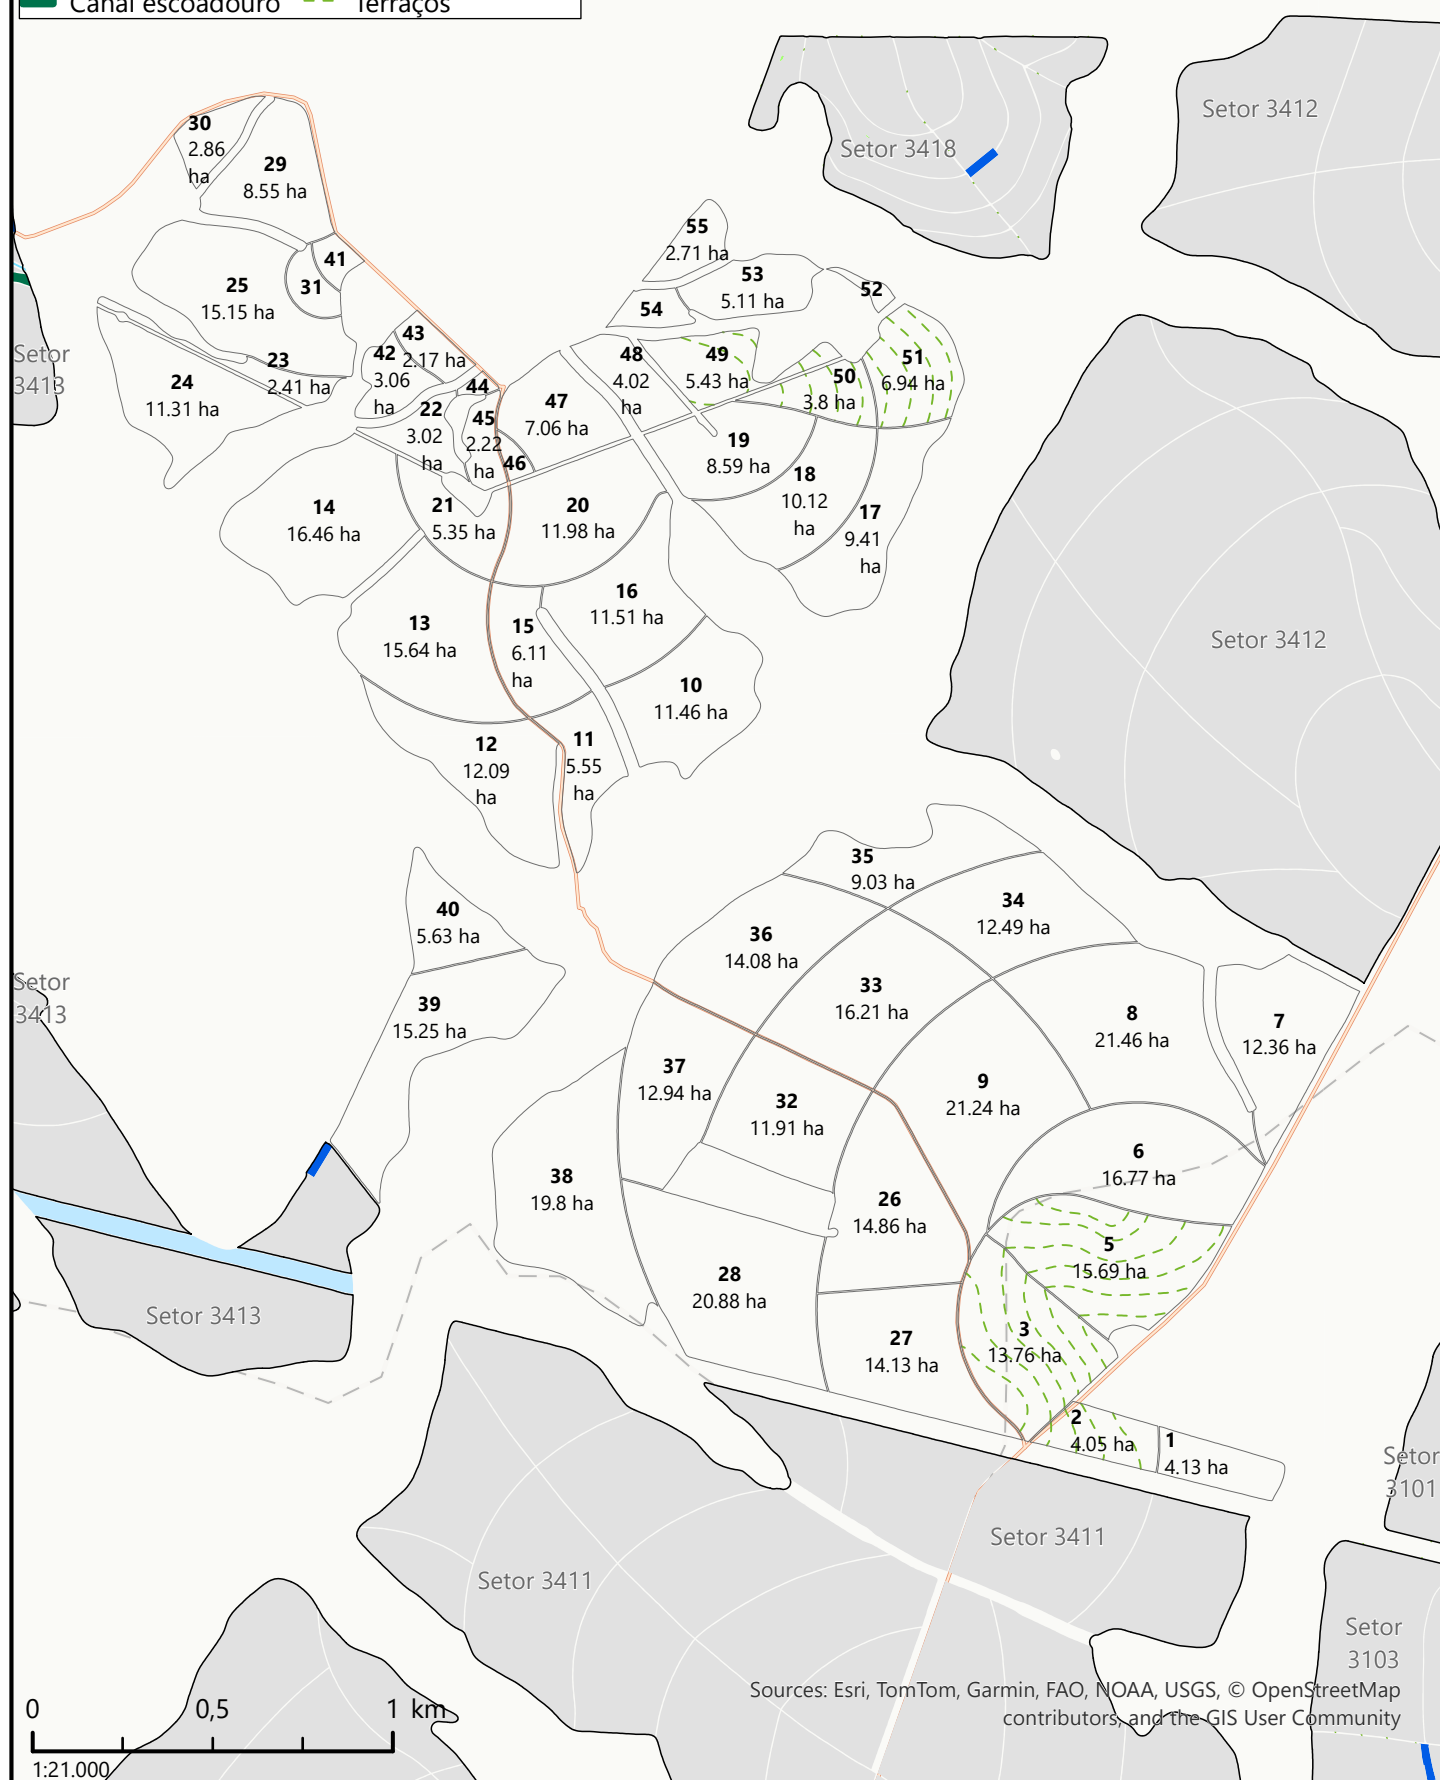 Canal escoadouro
Terraços
Setor 3418
Setor 3412
30
2.86
ha
29
8.55 ha
55
2.71 ha
41
31
25
15.15 ha
53
5.11 ha
52
54
43
2.17 ha
42
3.06
ha
Setor
3413
23
2.41 ha
24
11.31 ha
44
48
4.02
ha
49
5.43 ha
50
3.8 ha
51
6.94 ha
22
3.02
ha
45
2.22
ha
47
7.06 ha
46
19
8.59 ha
18
10.12
ha
17
9.41
ha
14
16.46 ha
21
5.35 ha
20
11.98 ha
16
11.51 ha
13
15.64 ha
15
6.11
ha
Setor 3412
10
11.46 ha
12
12.09
ha
11
5.55
ha
35
9.03 ha
34
12.49 ha
40
5.63 ha
36
14.08 ha
Setor
3413
39
15.25 ha
33
16.21 ha
8
21.46 ha
7
12.36 ha
37
12.94 ha
32
11.91 ha
9
21.24 ha
6
16.77 ha
38
19.8 ha
26
14.86 ha
5
15.69 ha
28
20.88 ha
Setor 3413
27
14.13 ha
3
13.76 ha
2
4.05 ha
1
4.13 ha
Setor
3101
Setor 3411
Setor 3411
Setor
3103
0 0,5 1 km
1:21.000
Sources: Esri, TomTom, Garmin, FAO, NOAA, USGS, © OpenStreetMap
contributors, and the GIS User Community